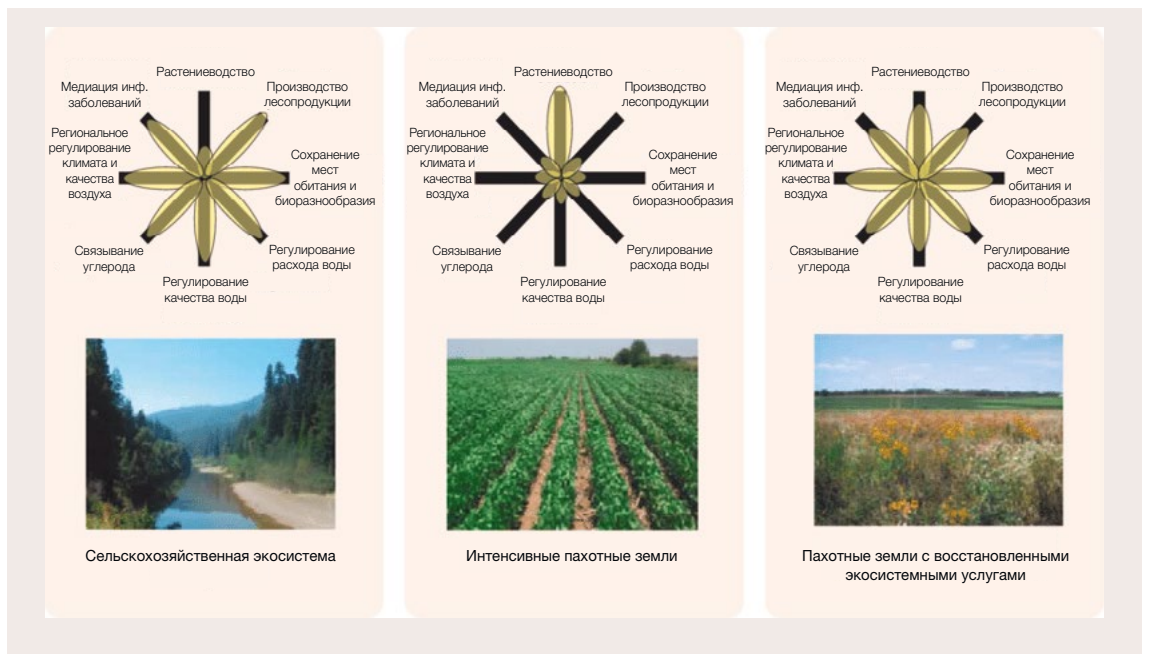 Растениеводство
Медиация инф.
заболеваний
Производство
лесопродукции
Региональное
регулирование
климата и
качества
воздуха
Сохранение
мест
обитания и
биоразнообразия
Связывание
углерода
Регулирование
расхода воды
Регулирование
качества воды
Сельскохозяйственная экосистема
Растениеводство
Медиация инф.
заболеваний
Производство
лесопродукции
Региональное
регулирование
климата и
качества
воздуха
Сохранение
мест
обитания и
биоразнообразия
Связывание
углерода
Регулирование
расхода воды
Регулирование
качества воды
Интенсивные пахотные земли
Растениеводство
Медиация инф.
заболеваний
Производство
лесопродукции
Региональное
регулирование
климата и
качества
воздуха
Сохранение
мест
обитания и
биоразнообразия
Связывание
углерода
Регулирование
расхода воды
Регулирование
качества воды
Пахотные земли с восстановленными
экосистемными услугами